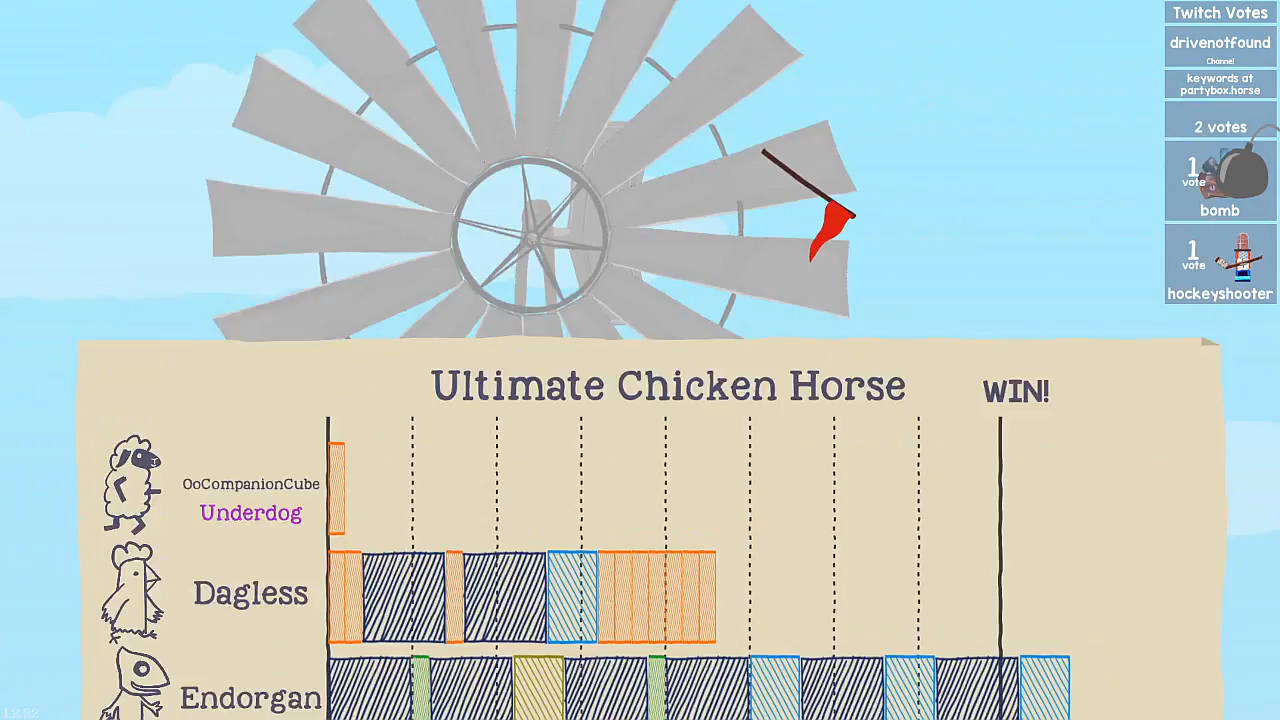 Twitch Votes
drivenotfound
Channel
keywords at
partybox.horse
2 votes
1
vote
bomb
1
vote
hockeyshooter
Ultimate Chicken Horse
WIN!
OoCompanionCube
Underdog
Dagless
Endorgan